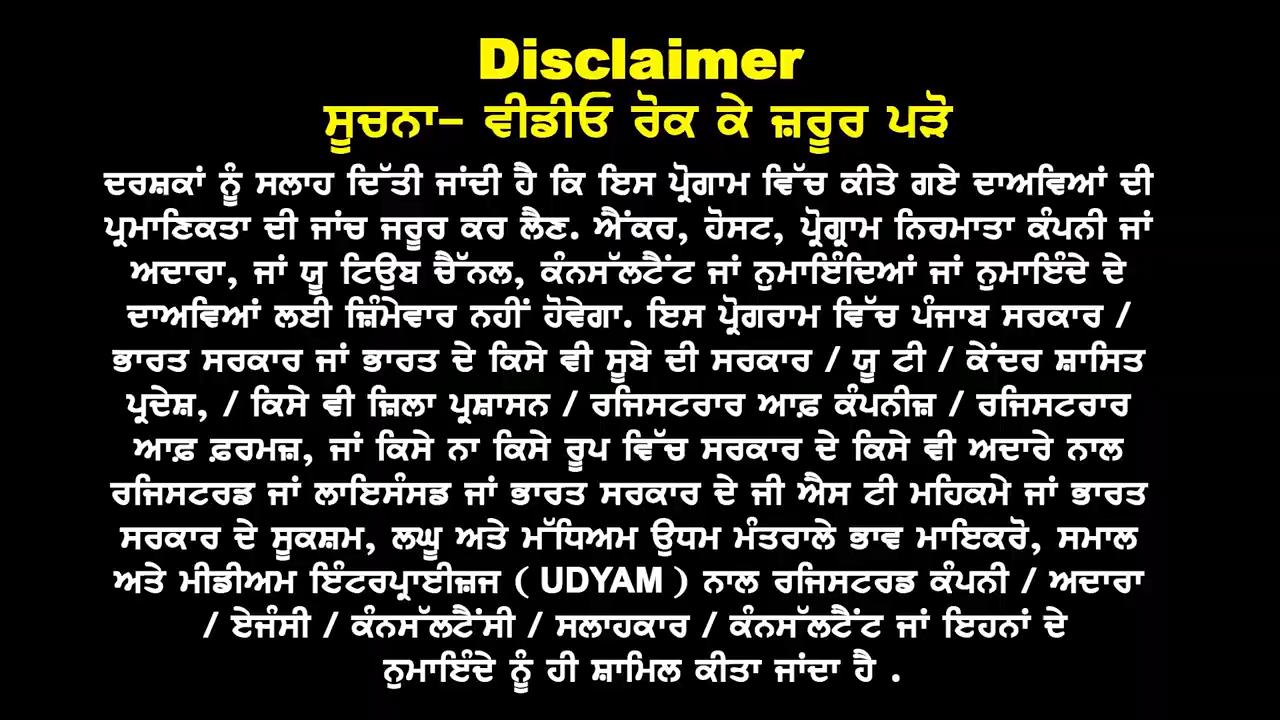 Disclaimer
ਸੂਚਨਾ- ਵੀਡੀਓ ਰੋਕ ਕੇ ਜ਼ਰੂਰ ਪੜੋ
ਦਰਸ਼ਕਾਂ ਨੂੰ ਸਲਾਹ ਦਿੱਤੀ ਜਾਂਦੀ ਹੈ ਕਿ ਇਸ ਪ੍ਰੋਗਾਮ ਵਿੱਚ ਕੀਤੇ ਗਏ ਦਾਅਵਿਆਂ ਦੀ
ਪ੍ਰਮਾਣਿਕਤਾ ਦੀ ਜਾਂਚ ਜਰੂਰ ਕਰ ਲੈਣ. ਐਂਕਰ, ਹੋਸਟ, ਪ੍ਰੋਗ੍ਰਾਮ ਨਿਰਮਾਤਾ ਕੰਪਨੀ ਜਾਂ
ਅਦਾਰਾ, ਜਾਂ ਯੂ ਟਿਉਬ ਚੈੱਨਲ, ਕੰਨਸੱਲਟੈਂਟ ਜਾਂ ਨੁਮਾਇੰਦਿਆਂ ਜਾਂ ਨੁਮਾਇੰਦੇ ਦੇ
ਦਾਅਵਿਆਂ ਲਈ ਜ਼ਿੰਮੇਵਾਰ ਨਹੀਂ ਹੋਵੇਗਾ. ਇਸ ਪ੍ਰੋਗਰਾਮ ਵਿੱਚ ਪੰਜਾਬ ਸਰਕਾਰ /
ਭਾਰਤ ਸਰਕਾਰ ਜਾਂ ਭਾਰਤ ਦੇ ਕਿਸੇ ਵੀ ਸੂਬੇ ਦੀ ਸਰਕਾਰ / ਯੂ ਟੀ / ਕੇਂਦਰ ਸ਼ਾਸਿਤ
ਪ੍ਰਦੇਸ਼, / ਕਿਸੇ ਵੀ ਜ਼ਿਲਾ ਪ੍ਰਸ਼ਾਸਨ / ਰਜਿਸਟਰਾਰ ਆਫ਼ ਕੰਪਨੀਜ਼ / ਰਜਿਸਟਰਾਰ
ਆਫ਼ ਫ਼ਰਮਜ਼, ਜਾਂ ਕਿਸੇ ਨਾ ਕਿਸੇ ਰੂਪ ਵਿੱਚ ਸਰਕਾਰ ਦੇ ਕਿਸੇ ਵੀ ਅਦਾਰੇ ਨਾਲ
ਰਜਿਸਟਰਡ ਜਾਂ ਲਾਇਸੰਸਡ ਜਾਂ ਭਾਰਤ ਸਰਕਾਰ ਦੇ ਜੀ ਐਸ ਟੀ ਮਹਿਕਮੇ ਜਾਂ ਭਾਰਤ
ਸਰਕਾਰ ਦੇ ਸੂਕਸ਼ਮ, ਲਘੂ ਅਤੇ ਮੱਧਿਅਮ ਉਧਮ ਮੰਤਰਾਲੇ ਭਾਵ ਮਾਇਕਰੋ, ਸਮਾਲ
ਅਤੇ ਮੀਡੀਅਮ ਇੰਟਰਪ੍ਰਾਈਜ਼ਜ ( UDYAM ) ਨਾਲ ਰਜਿਸਟਰਡ ਕੰਪਨੀ / ਅਦਾਰਾ
/ ਏਜੰਸੀ / ਕੰਨਸੱਲਟੈਂਸੀ / ਸਲਾਹਕਾਰ / ਕੰਨਸੱਲਟੈਂਟ ਜਾਂ ਇਹਨਾਂ ਦੇ
ਨੁਮਾਇੰਦੇ ਨੂੰ ਹੀ ਸ਼ਾਮਿਲ ਕੀਤਾ ਜਾਂਦਾ ਹੈ .